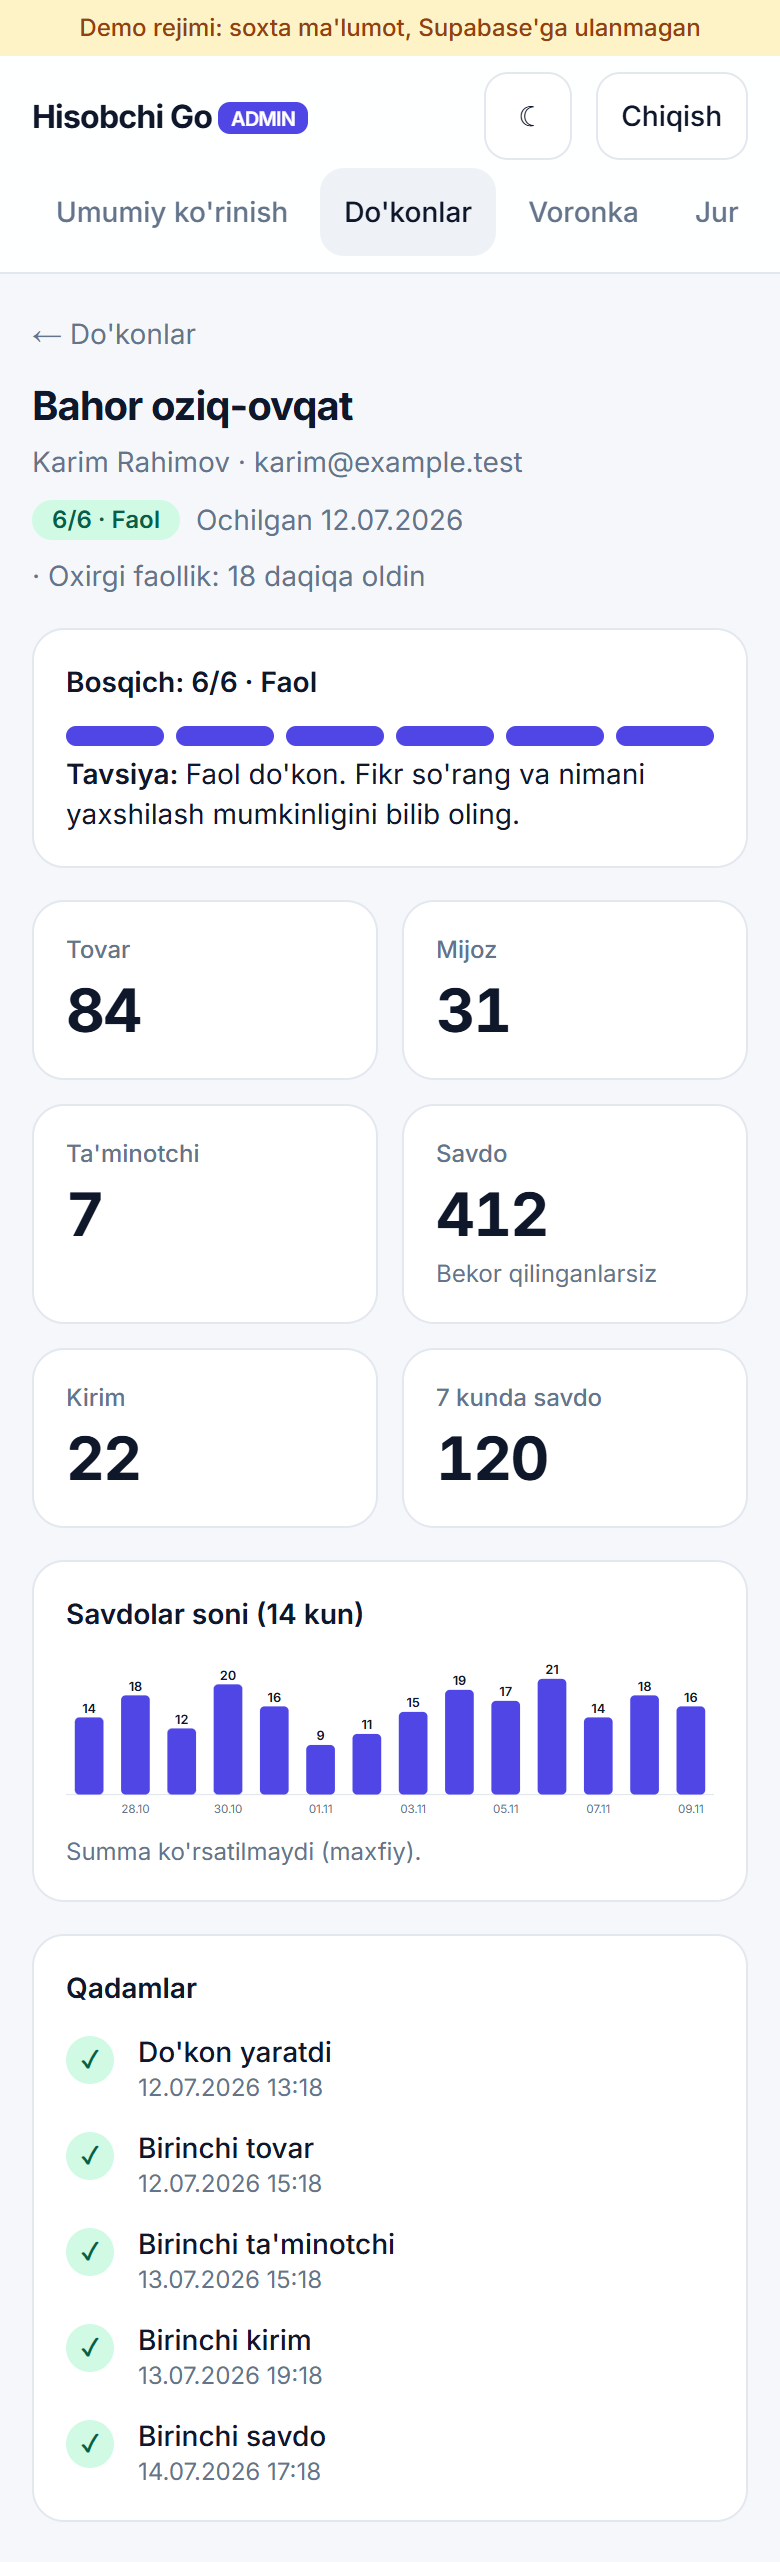 Demo rejimi: soxta ma'lumot, Supabase'ga ulanmagan
Hisobchi Go ADMIN
Chiqish
Umumiy ko'rinish Do'konlar Voronka Jur
← Do'konlar
Bahor oziq-ovqat
Karim Rahimov · karim@example.test
6/6 · Faol Ochilgan 12.07.2026
· Oxirgi faollik: 18 daqiqa oldin
Bosqich: 6/6 · Faol
Tavsiya: Faol do'kon. Fikr so'rang va nimani
yaxshilash mumkinligini bilib oling.
Tovar
84
Mijoz
31
Ta'minotchi
7
Savdo
412
Bekor qilinganlarsiz
Kirim
22
7 kunda savdo
120
Savdolar soni (14 kun)
14 18 12 20 16 9 11 15 19 17 21 14 18 16
28.10 30.10 01.11 03.11 05.11 07.11 09.11
Summa ko'rsatilmaydi (maxfiy).
Qadamlar
✓ Do'kon yaratdi
12.07.2026 13:18
✓ Birinchi tovar
12.07.2026 15:18
✓ Birinchi ta'minotchi
13.07.2026 15:18
✓ Birinchi kirim
13.07.2026 19:18
✓ Birinchi savdo
14.07.2026 17:18